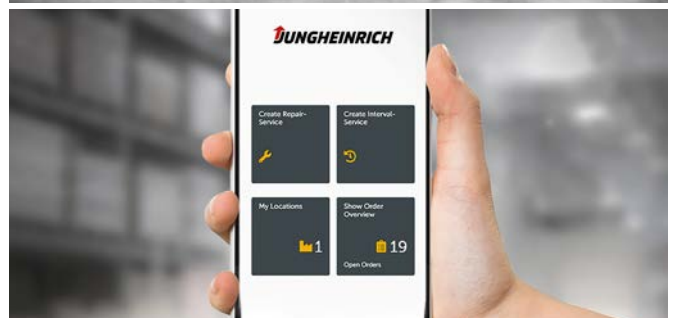 JUNGHEINRICH
Create Repair-
Service
Create Interval-
Service
My Locations
1
Show Order
Overview
19
Open Orders